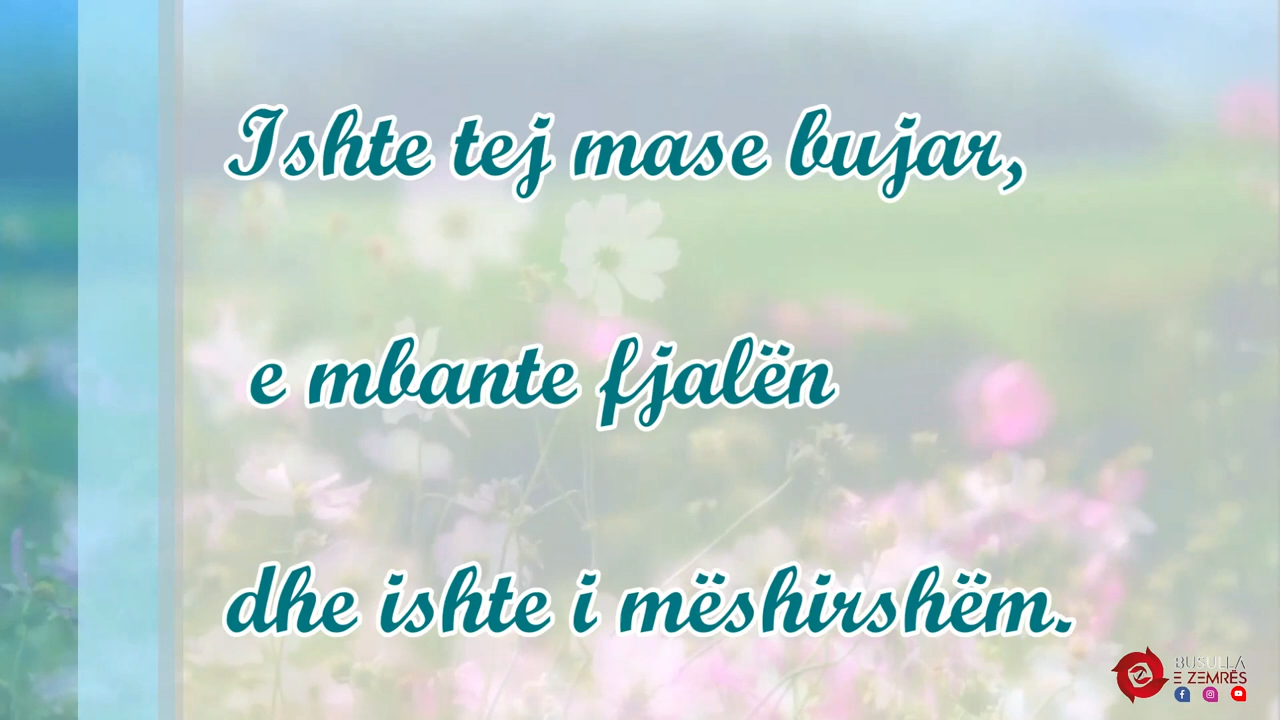 Ishte tej mase bujar,
e mbante fjalën
dhe ishte i mëshirshëm.
BUSULLA
E ZEMRËS